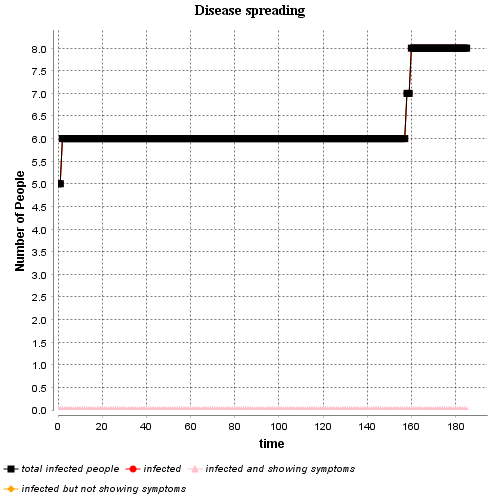 Disease spreading
8.0
7.5
7.0
6.5
6.0
5.5
5.0
4.5
4.0
3.5
3.0
2.5
2.0
1.5
1.0
0.5
0.0
Number of People
0 20 40 60 80 100 120 140 160 180
time
total infected people infected infected and showing symptoms
infected but not showing symptoms